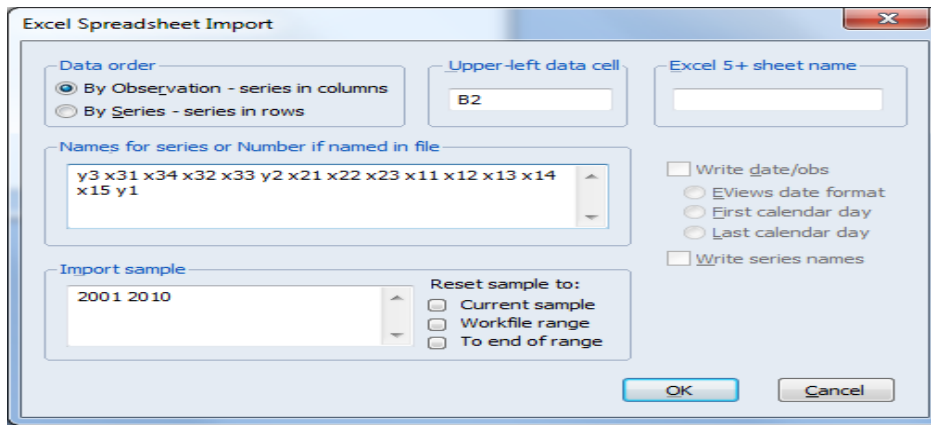 Excel Spreadsheet Import
Data order
By Observation - series in columns
By Series - series in rows
Upper-left data cell
B2
Excel 5+ sheet name
Names for series or Number if named in file
y3 x31 x34 x32 x33 y2 x21 x22 x23 x11 x12 x13 x14
x15 y1
Write date/obs
EViews date format
First calendar day
Last calendar day
Write series names
Import sample
2001 2010
Reset sample to:
Current sample
Workfile range
To end of range
OK
Cancel